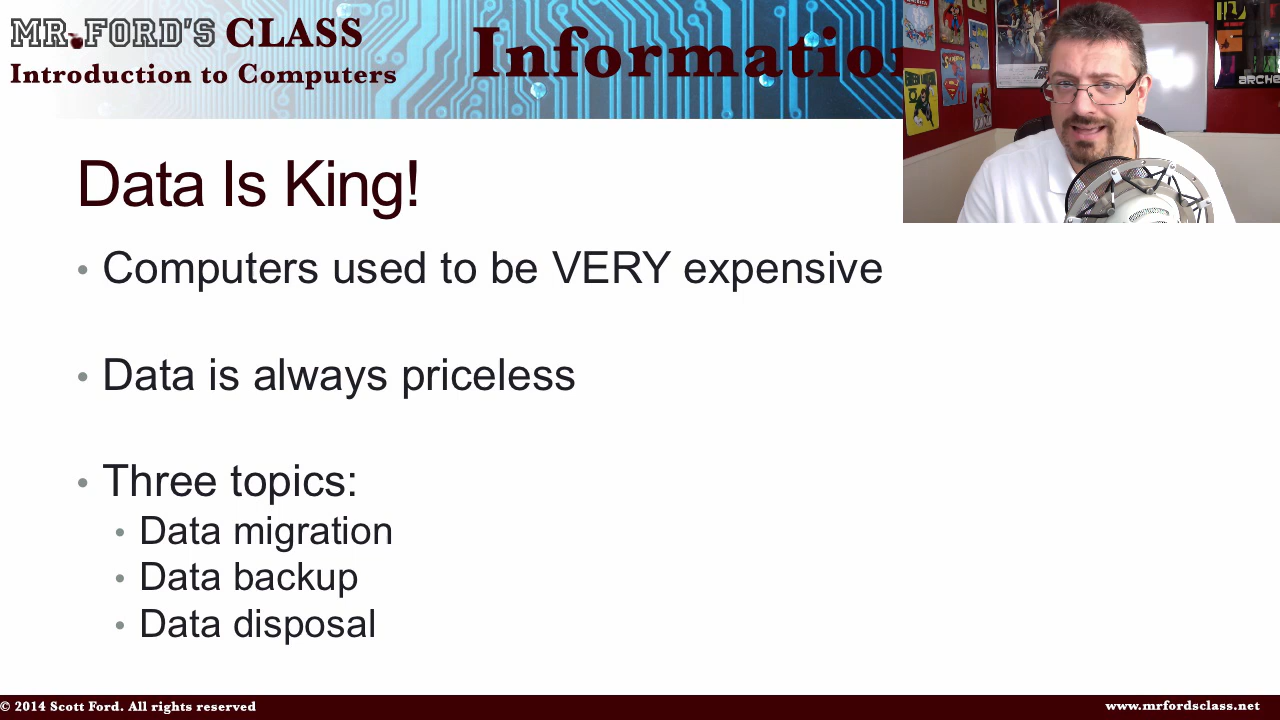 MR. FORD'S CLASS
Introduction to Computers
Data Is King!
• Computers used to be VERY expensive
• Data is always priceless
• Three topics:
• Data migration
• Data backup
• Data disposal
© 2014 Scott Ford. All rights reserved
www.mrfordsclass.net